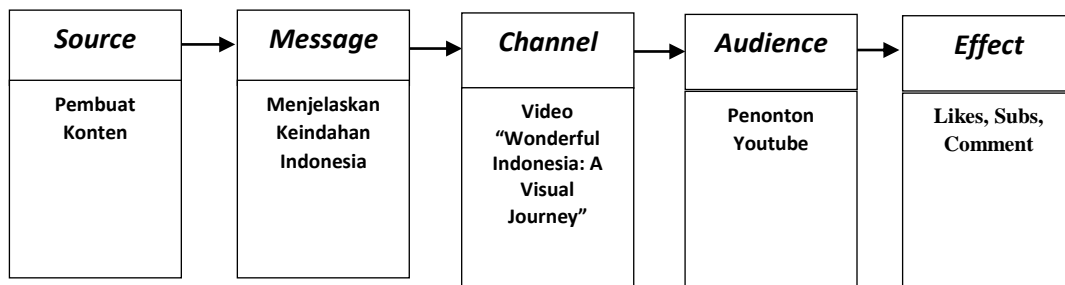 Source
Message
Channel
Audience
Effect
Pembuat
Konten
Menjelaskan
Keindahan
Indonesia
Video
“Wonderful
Indonesia: A
Visual
Journey”
Penonton
Youtube
Likes, Subs,
Comment